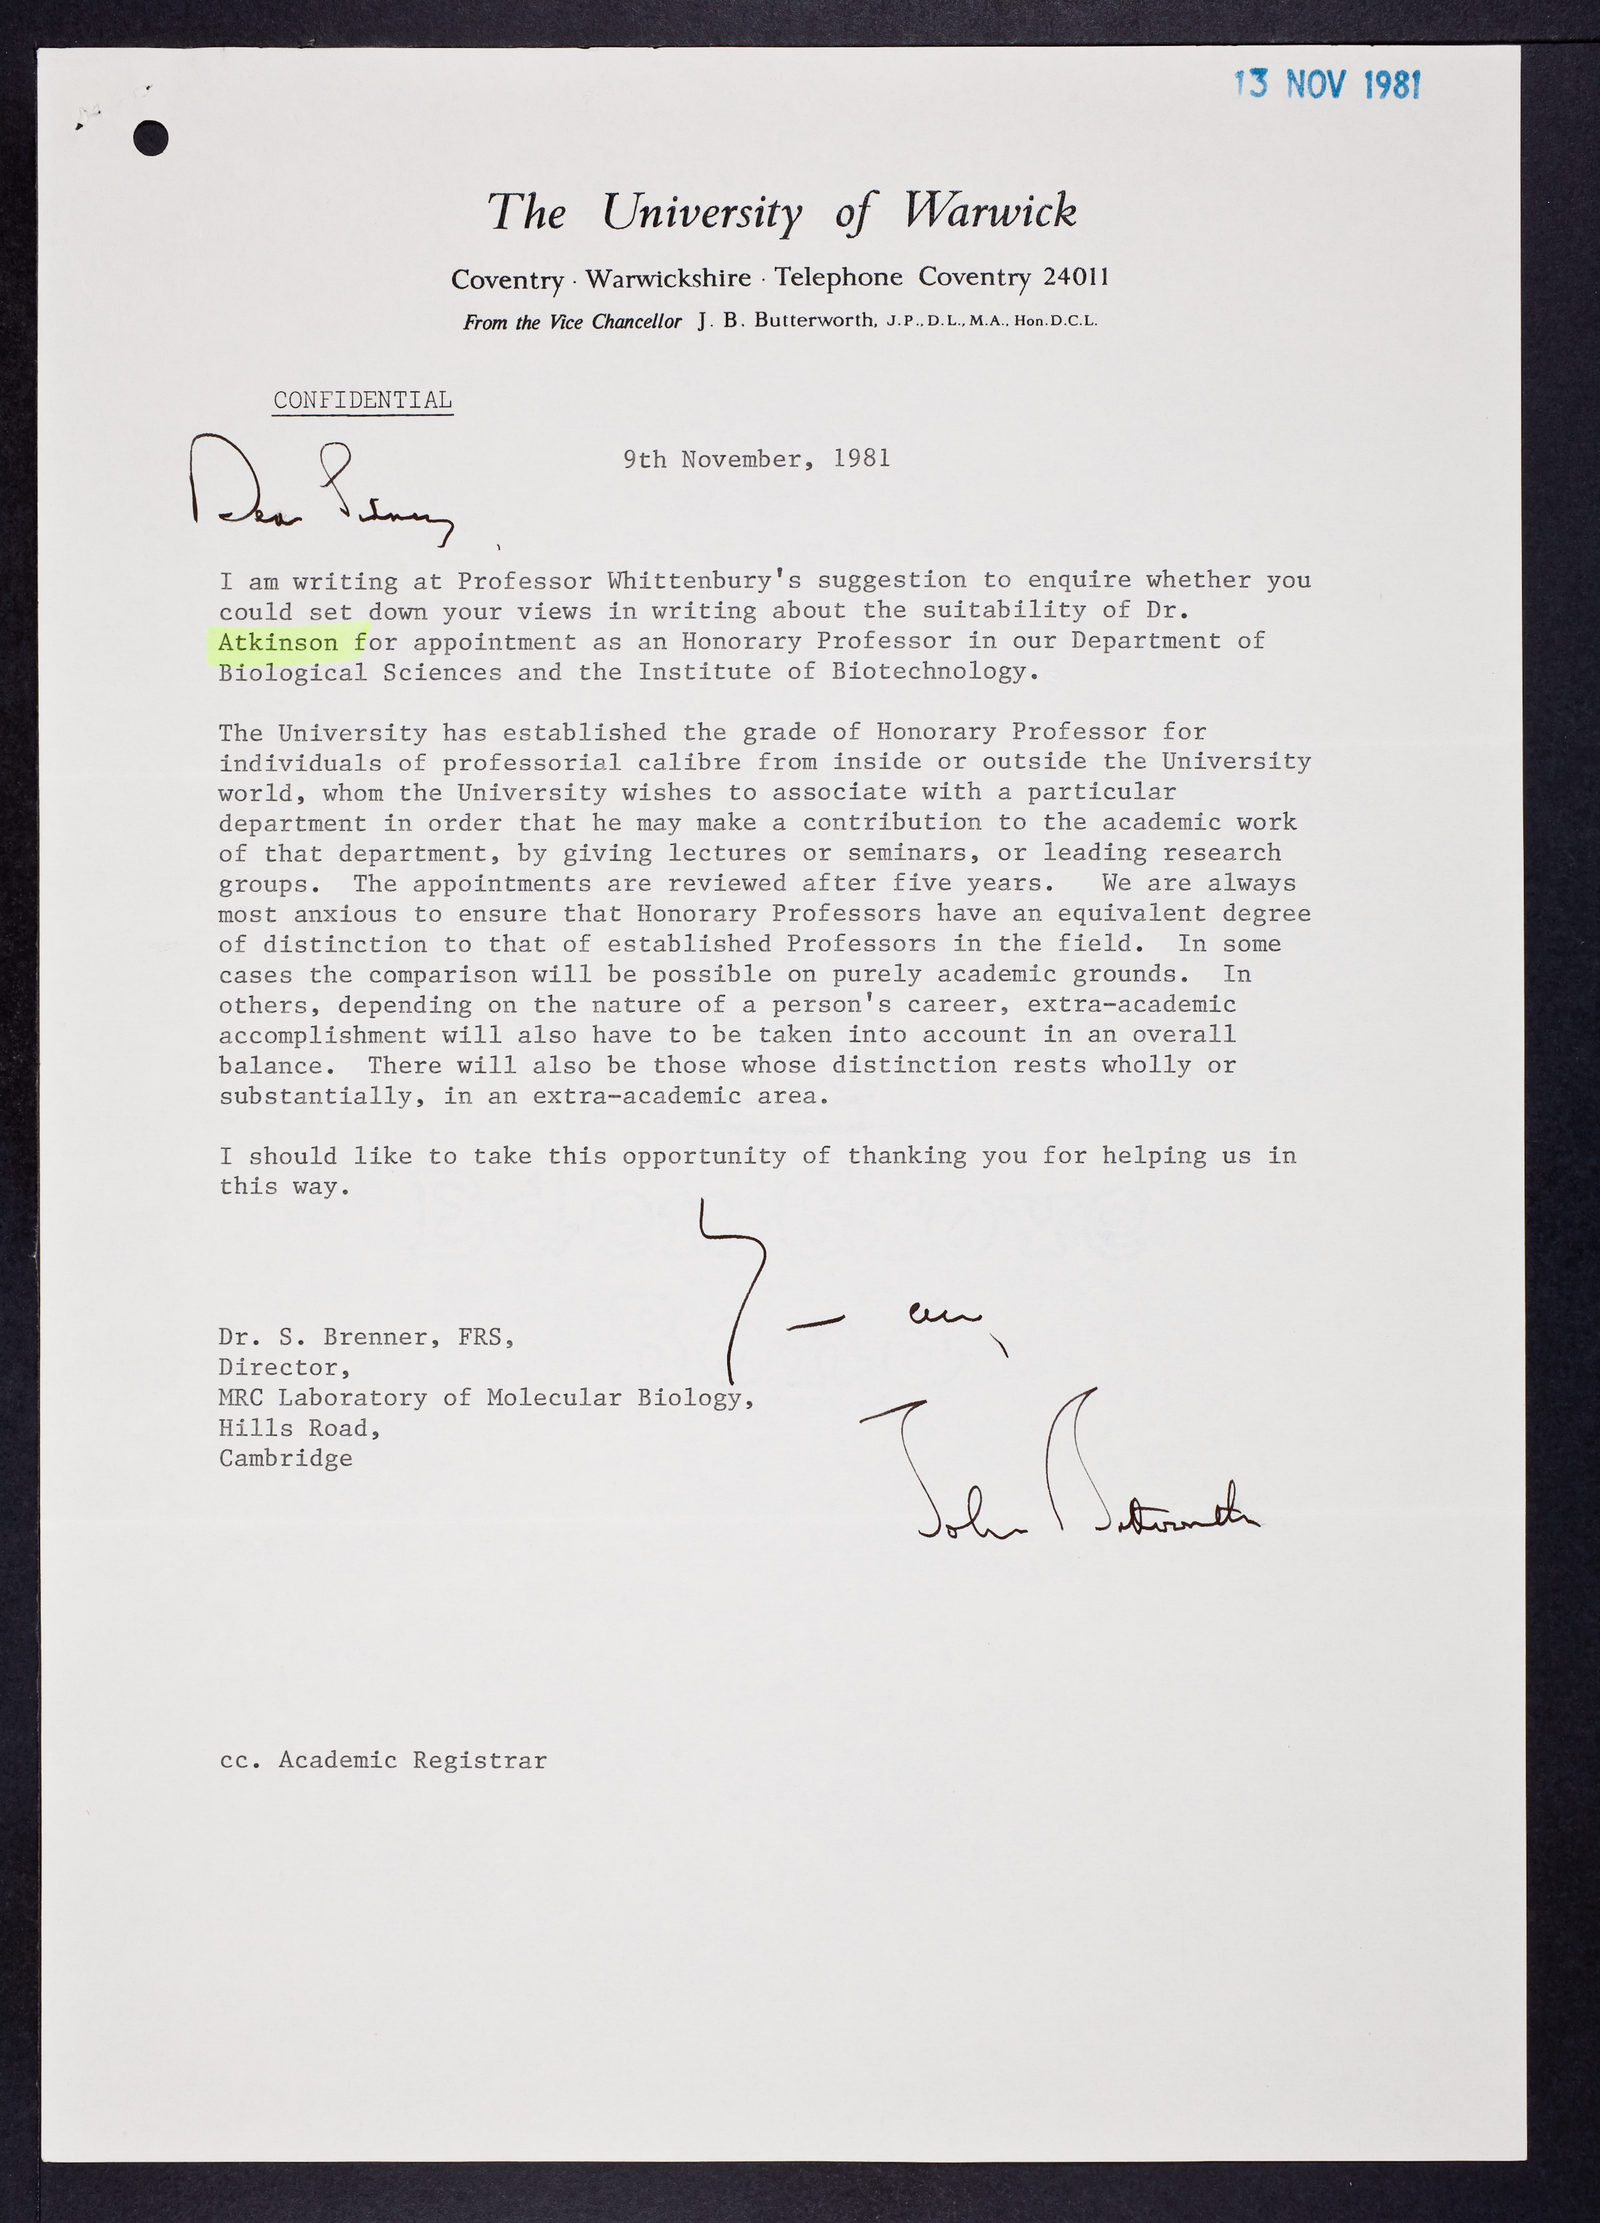 13 NOV 1981
The University of Warwick
Coventry · Warwickshire · Telephone Coventry 24011
From the Vice Chancellor J. B. Butterworth, J.P., D.L., M.A., Hon.D.C.L.
CONFIDENTIAL
9th November, 1981
Dear Sidney,
I am writing at Professor Whittenbury's suggestion to enquire whether you
could set down your views in writing about the suitability of Dr.
Atkinson for appointment as an Honorary Professor in our Department of
Biological Sciences and the Institute of Biotechnology.
The University has established the grade of Honorary Professor for
individuals of professorial calibre from inside or outside the University
world, whom the University wishes to associate with a particular
department in order that he may make a contribution to the academic work
of that department, by giving lectures or seminars, or leading research
groups. The appointments are reviewed after five years. We are always
most anxious to ensure that Honorary Professors have an equivalent degree
of distinction to that of established Professors in the field. In some
cases the comparison will be possible on purely academic grounds. In
others, depending on the nature of a person's career, extra-academic
accomplishment will also have to be taken into account in an overall
balance. There will also be those whose distinction rests wholly or
substantially, in an extra-academic area.
I should like to take this opportunity of thanking you for helping us in
this way.
Dr. S. Brenner, FRS,
Director,
MRC Laboratory of Molecular Biology,
Hills Road,
Cambridge
John Butterworth
cc. Academic Registrar